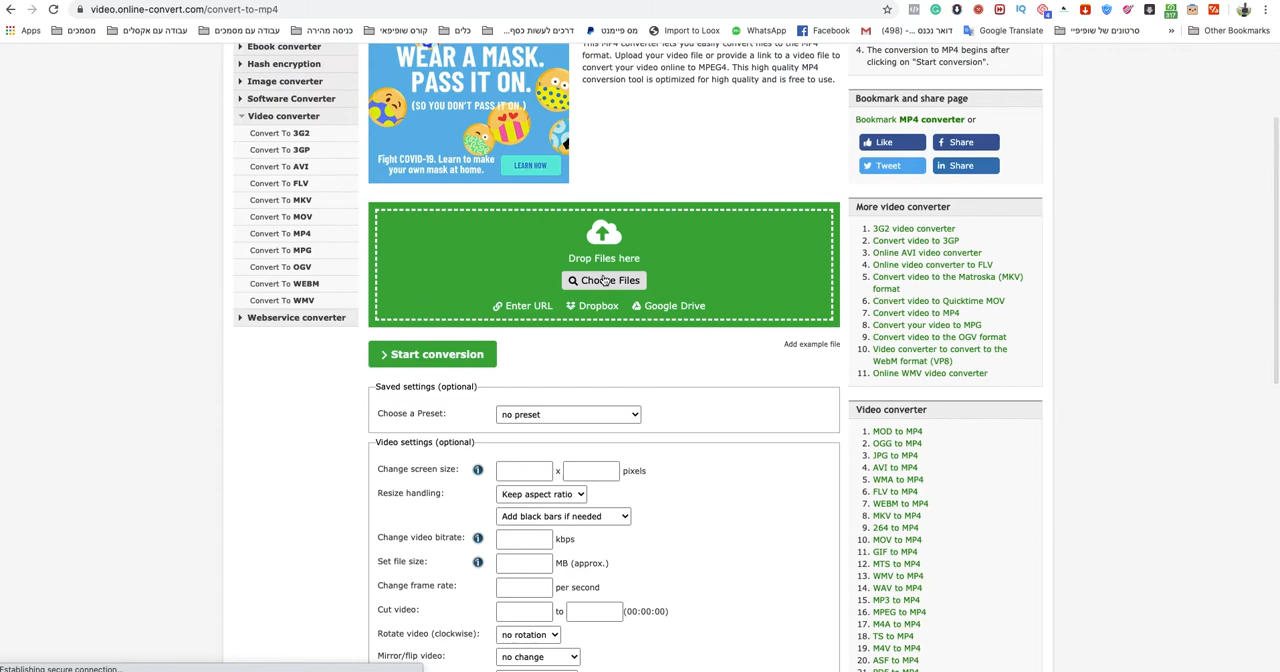 video.online-convert.com/convert-to-mp4
4
317
Apps
מסמכים
עבודה עם אקסלים
עבודה עם מסמכים
כניסה מהירה
קורס שופיפאיי
כלים
דרכים לעשות כסף...
מס פיימנט
Import to Loox
WhatsApp
Facebook
דואר נכנס (498)
Google Translate
סרטונים של שופיפיי
»
Other Bookmarks
Ebook converter
Hash encryption
Image converter
Software Converter
Video converter
Convert To 3G2
Convert To 3GP
Convert To AVI
Convert To FLV
Convert To MKV
Convert To MOV
Convert To MP4
Convert To MPG
Convert To OGV
Convert To WEBM
Convert To WMV
Webservice converter
WEAR A MASK.
PASS IT ON.
(SO YOU DON'T PASS IT ON.)
Fight COVID-19. Learn to make
your own mask at home.
LEARN HOW
This MP4 converter lets you easily convert files to the MP4
format. Upload your video file or provide a link to a video file to
convert your video online to MPEG4. This high quality MP4
conversion tool is optimized for high quality and is free to use.
Drop Files here
Choose Files
Enter URL
Dropbox
Google Drive
Start conversion
Add example file
Saved settings (optional)
Choose a Preset:
no preset
Video settings (optional)
Change screen size:
x
pixels
Resize handling:
Keep aspect ratio
Add black bars if needed
Change video bitrate:
kbps
Set file size:
MB (approx.)
Change frame rate:
per second
Cut video:
to
(00:00:00)
Rotate video (clockwise):
no rotation
Mirror/flip video:
no change
4. The conversion to MP4 begins after
clicking on "Start conversion".
Bookmark and share page
Bookmark MP4 converter or
Like
Share
Tweet
Share
More video converter
1. 3G2 video converter
2. Convert video to 3GP
3. Online AVI video converter
4. Online video converter to FLV
5. Convert video to the Matroska (MKV)
format
6. Convert video to Quicktime MOV
7. Convert video to MP4
8. Convert your video to MPG
9. Convert video to the OGV format
10. Video converter to convert to the
WebM format (VP8)
11. Online WMV video converter
Video converter
1. MOD to MP4
2. OGG to MP4
3. JPG to MP4
4. AVI to MP4
5. WMA to MP4
6. FLV to MP4
7. WEBM to MP4
8. MKV to MP4
9. 264 to MP4
10. MOV to MP4
11. GIF to MP4
12. MTS to MP4
13. WMV to MP4
14. WAV to MP4
15. MP3 to MP4
16. MPEG to MP4
17. M4A to MP4
18. TS to MP4
19. M4V to MP4
20. ASF to MP4
Establishing secure connection...